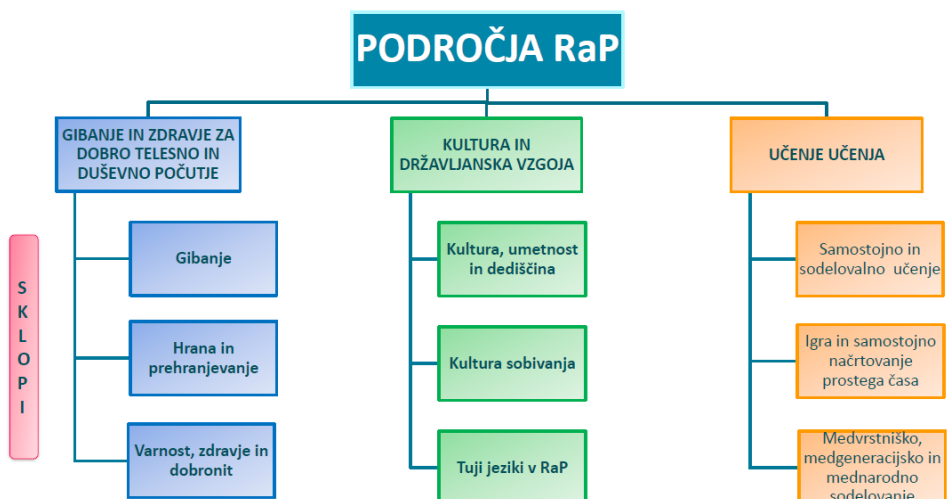 PODROČJA RaP
GIBANJE IN ZDRAVJE ZA
DOBRO TELESNO IN
DUŠEVNO POČUTJE
KULTURA IN
DRŽAVLJANSKA VZGOJA
UČENJE UČENJA
SKLOPI
Gibanje
Hrana in
prehranjevanje
Varnost, zdravje in
dobronit
Kultura, umetnost
in dediščina
Kultura sobivanja
Tuji jeziki v RaP
Samostojno in
sodelovalno učenje
Igra in samostojno
načrtovanje
prostega časa
Medvrstniško,
medgeneracijsko in
mednarodno
sodelovanje